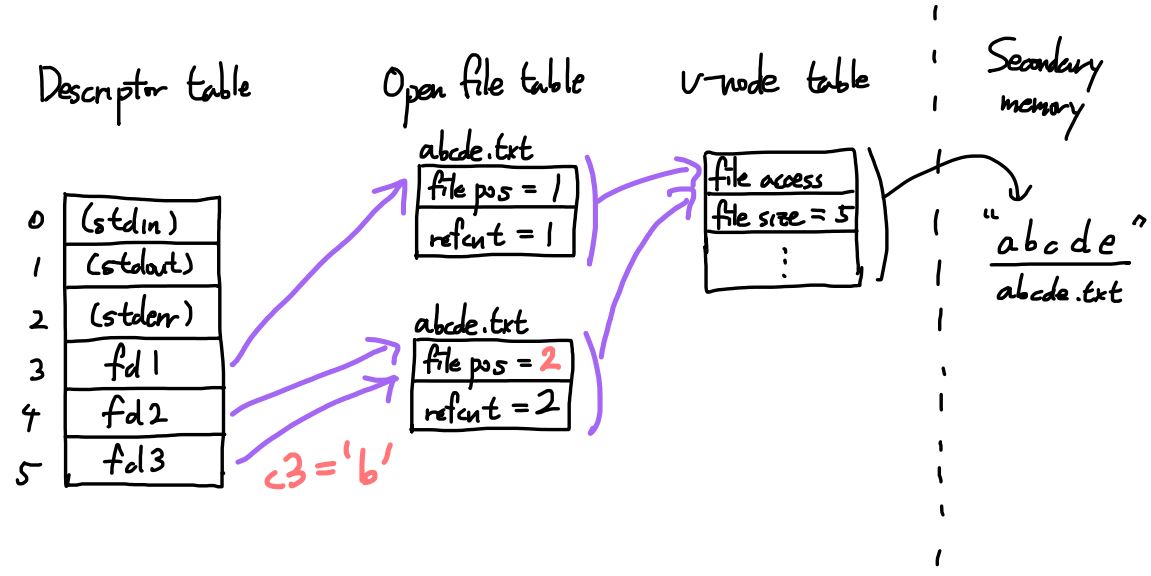 Descriptor table
0 (stdin)
1 (stdout)
2 (stderr)
3 fd1
4 fd2
5 fd3
c3 = 'b'
Open file table
abcde.txt
file pos = 1
refcnt = 1
abcde.txt
file pos = 2
refcnt = 2
v-node table
file access
file size = 5
⋮
Secondary
memory
"abcde"
abcde.txt